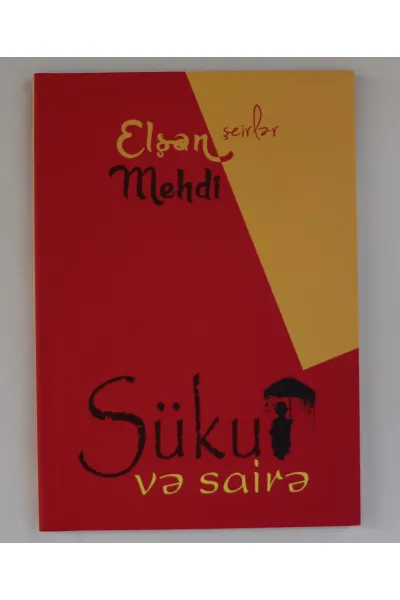 Elşən şeirlər
Mehdi
Sükut
və sairə